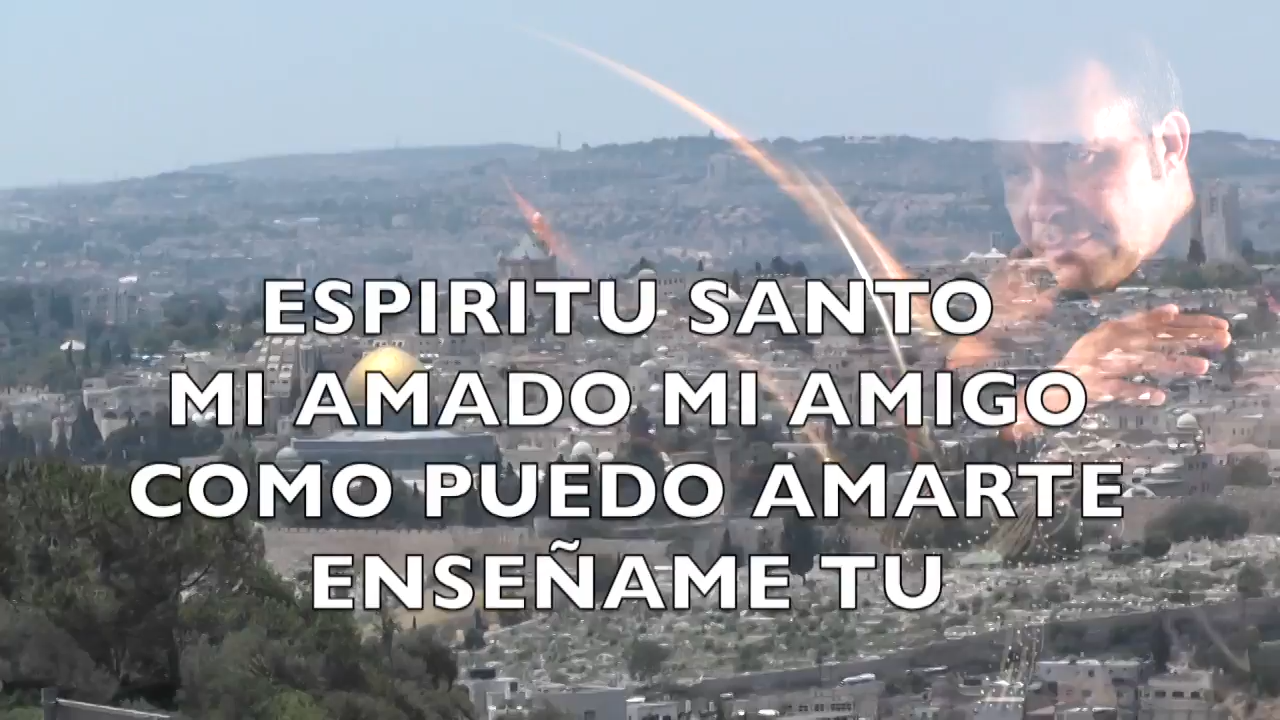 ESPIRITU SANTO
MI AMADO MI AMIGO
COMO PUEDO AMARTE
ENSEÑAME TU